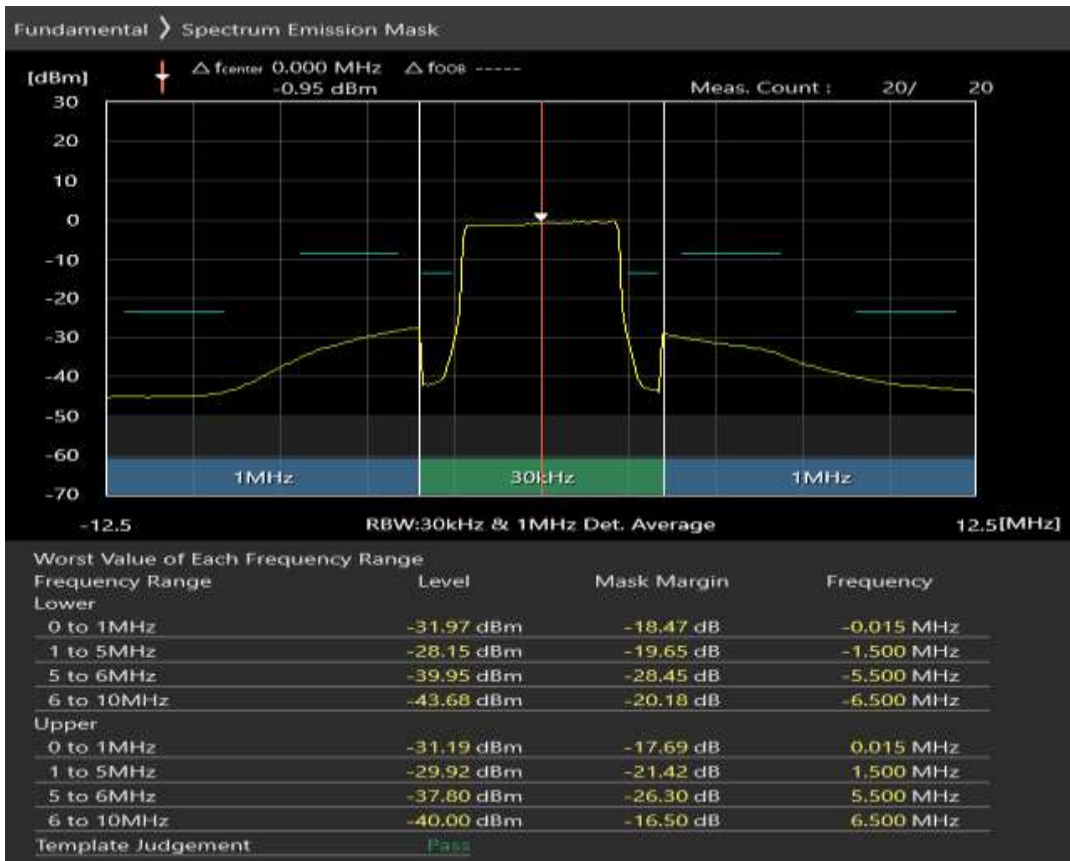 Fundamental ❯ Spectrum Emission Mask
[dBm] △ fcenter 0.000 MHz △ fOOB -----
-0.95 dBm Meas. Count : 20/ 20
30
20
10
0
-10
-20
-30
-40
-50
-60
-70
1MHz 30kHz 1MHz
-12.5 RBW:30kHz & 1MHz Det. Average 12.5[MHz]
Worst Value of Each Frequency Range
Frequency Range Level Mask Margin Frequency
Lower
0 to 1MHz -31.97 dBm -18.47 dB -0.015 MHz
1 to 5MHz -28.15 dBm -19.65 dB -1.500 MHz
5 to 6MHz -39.95 dBm -28.45 dB -5.500 MHz
6 to 10MHz -43.68 dBm -20.18 dB -6.500 MHz
Upper
0 to 1MHz -31.19 dBm -17.69 dB 0.015 MHz
1 to 5MHz -29.92 dBm -21.42 dB 1.500 MHz
5 to 6MHz -37.80 dBm -26.30 dB 5.500 MHz
6 to 10MHz -40.00 dBm -16.50 dB 6.500 MHz
Template Judgement Pass